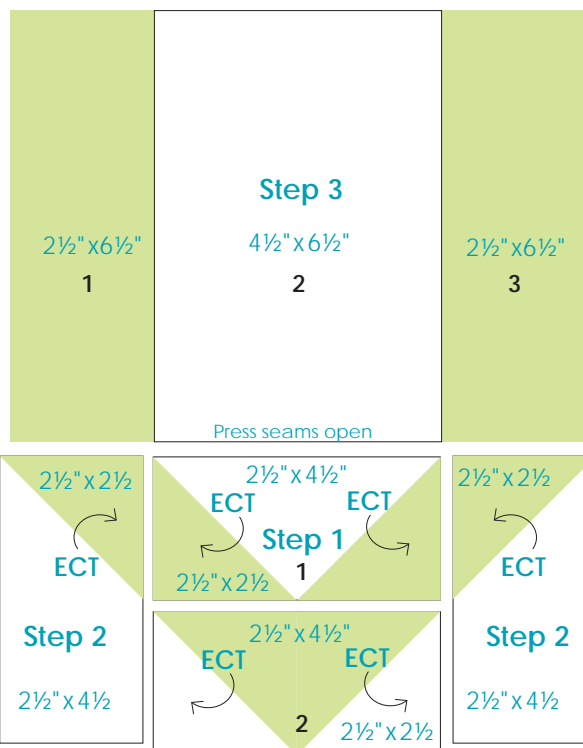 Step 3
2½"x6½"
4½"x6½"
2½"x6½"
1
2
3
Press seams open
2½"x2½
2½"x4½"
2½"x2½
ECT
ECT
ECT
ECT
Step 1
1
2½"x2½
2½"x4½"
Step 2
Step 2
ECT
ECT
2½"x4½
2½"x4½
2
2½"x2½